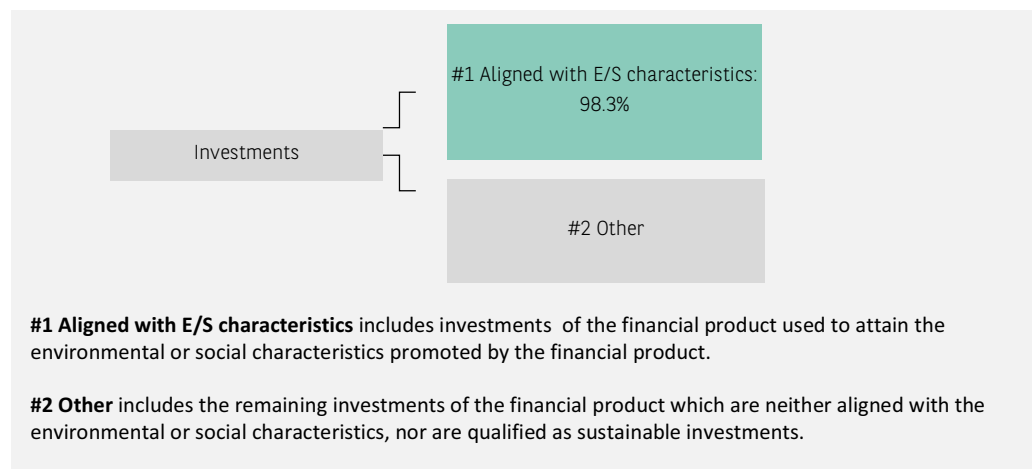 #1 Aligned with E/S characteristics:
98.3%
Investments
#2 Other
#1 Aligned with E/S characteristics includes investments of the financial product used to attain the
environmental or social characteristics promoted by the financial product.
#2 Other includes the remaining investments of the financial product which are neither aligned with the
environmental or social characteristics, nor are qualified as sustainable investments.